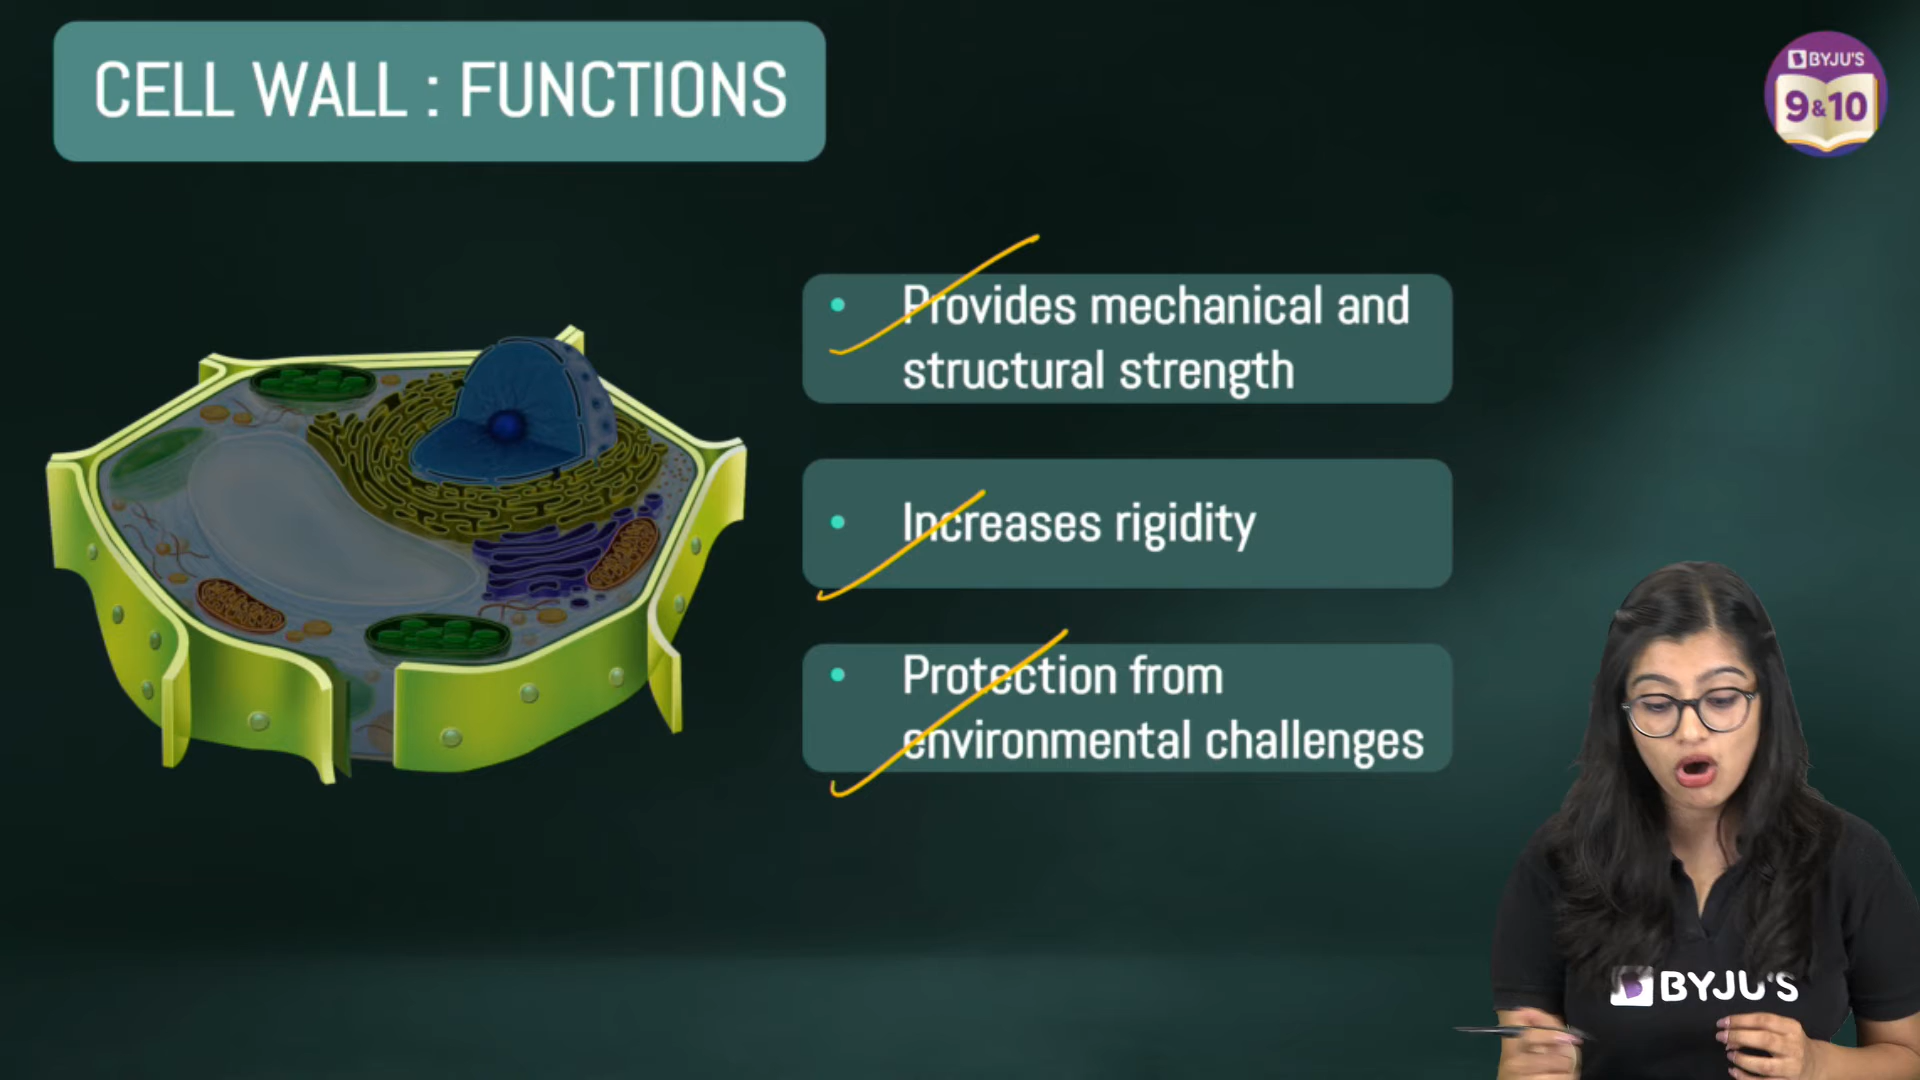 CELL WALL : FUNCTIONS
BYJU'S
9&10
• Provides mechanical and
structural strength
• Increases rigidity
• Protection from
environmental challenges
BYJU'S